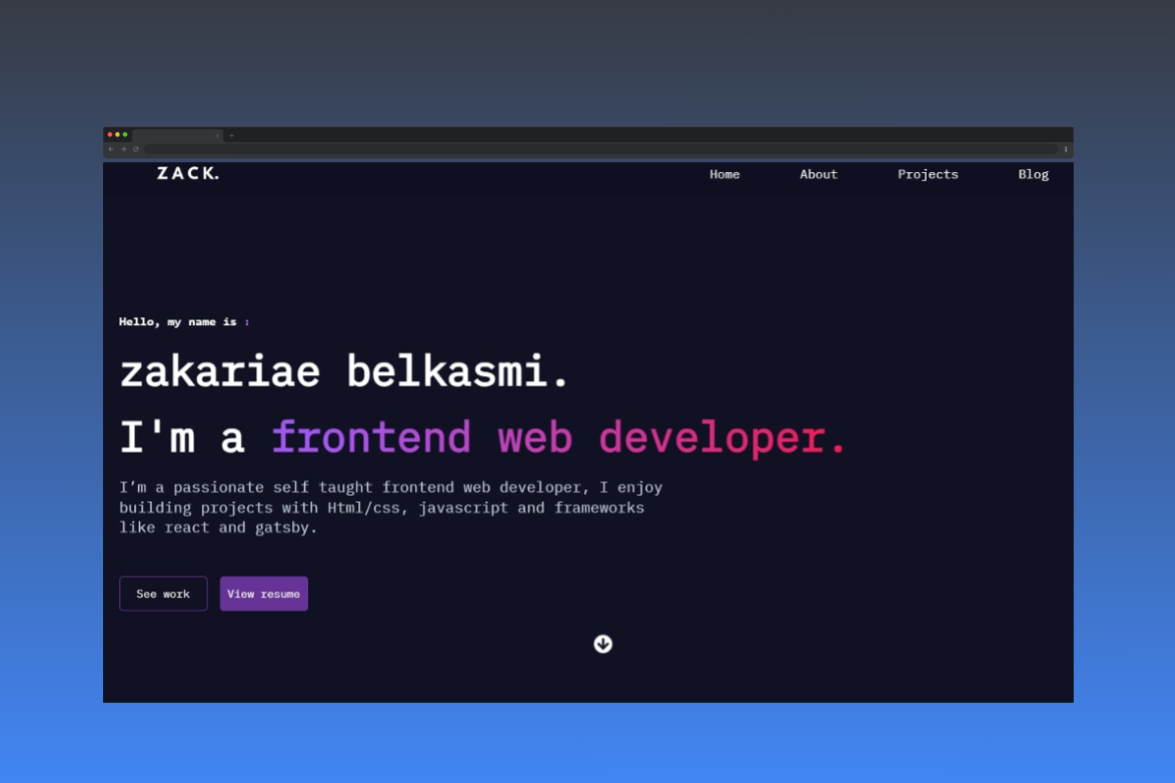 ZACK.
Home About Projects Blog
Hello, my name is :
zakariae belkasmi.
I'm a frontend web developer.
I’m a passionate self taught frontend web developer, I enjoy
building projects with Html/css, javascript and frameworks
like react and gatsby.
See work View resume